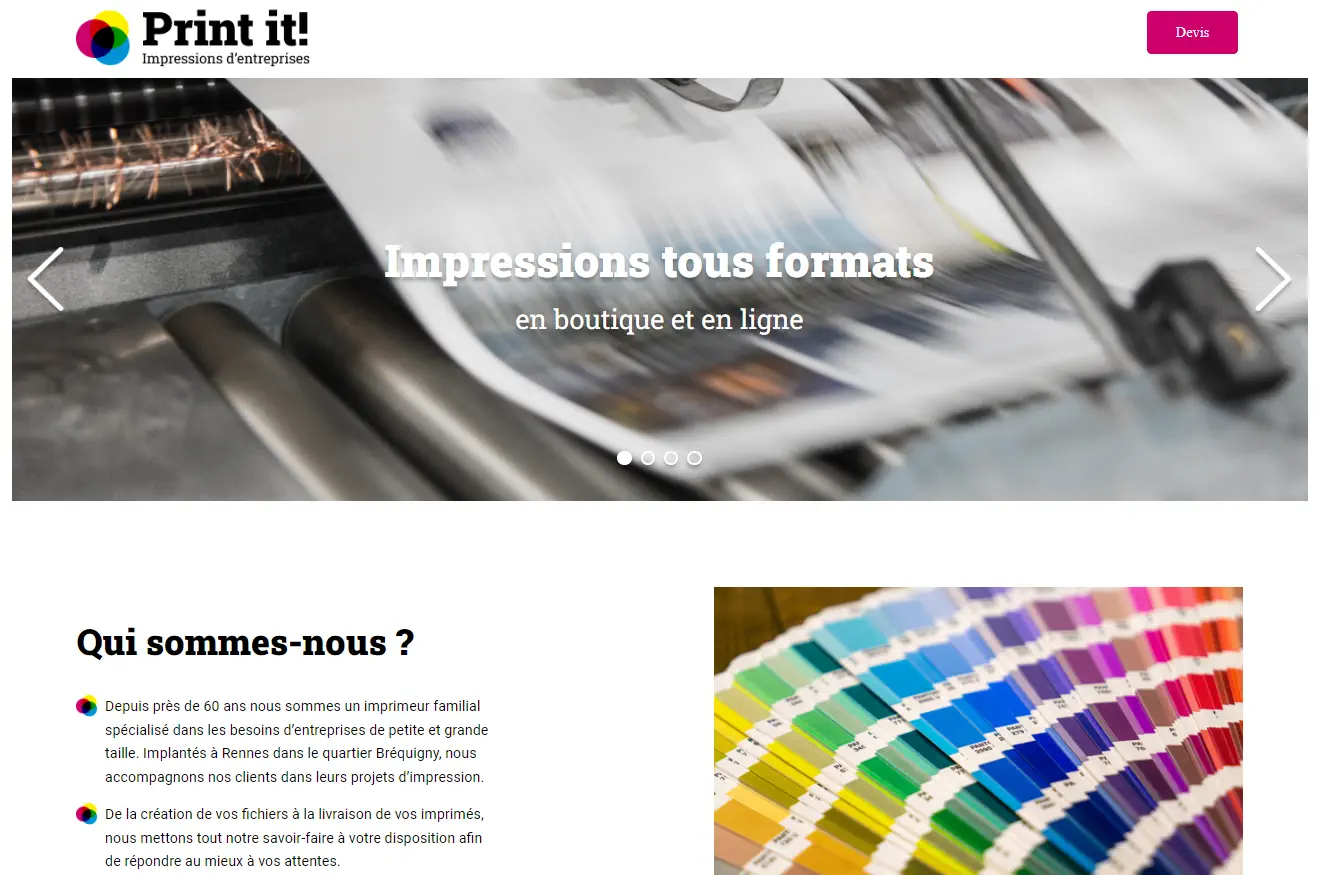 Print it!
Impressions d’entreprises
Devis
Impressions tous formats
en boutique et en ligne
Qui sommes-nous ?
Depuis près de 60 ans nous sommes un imprimeur familial
spécialisé dans les besoins d’entreprises de petite et grande
taille. Implantés à Rennes dans le quartier Bréquigny, nous
accompagnons nos clients dans leurs projets d’impression.
De la création de vos fichiers à la livraison de vos imprimés,
nous mettons tout notre savoir-faire à votre disposition afin
de répondre au mieux à vos attentes.